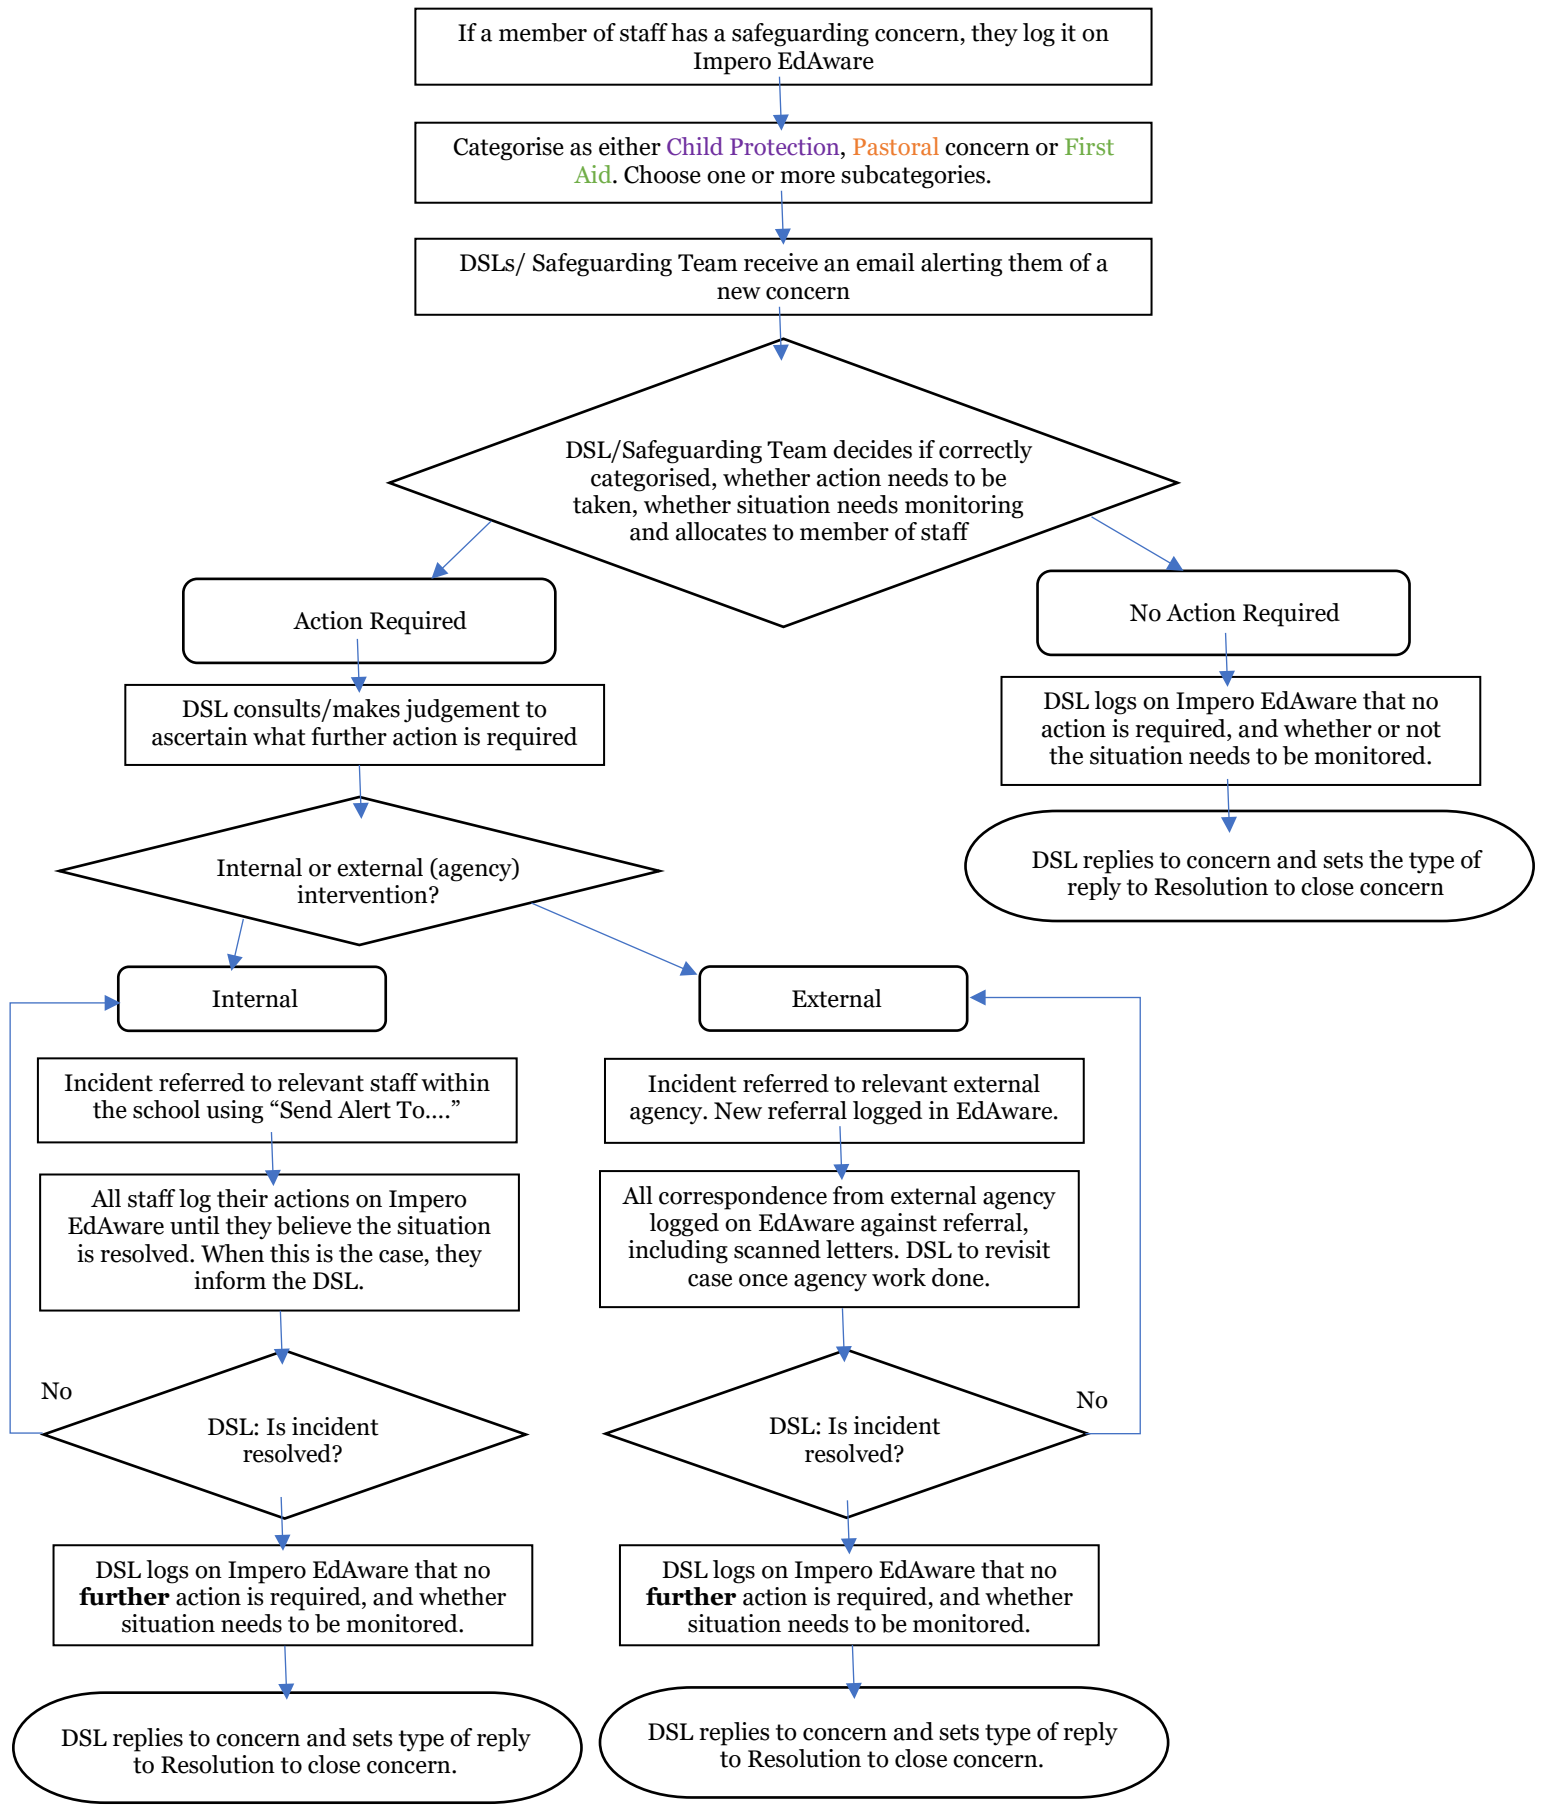 If a member of staff has a safeguarding concern, they log it on
Impero EdAware
Categorise as either Child Protection, Pastoral concern or First
Aid. Choose one or more subcategories.
DSLs/ Safeguarding Team receive an email alerting them of a
new concern
DSL/Safeguarding Team decides if correctly
categorised, whether action needs to be
taken, whether situation needs monitoring
and allocates to member of staff
Action Required
No Action Required
DSL consults/makes judgement to
ascertain what further action is required
DSL logs on Impero EdAware that no
action is required, and whether or not
the situation needs to be monitored.
Internal or external (agency)
intervention?
DSL replies to concern and sets the type of
reply to Resolution to close concern
Internal
External
Incident referred to relevant staff within
the school using “Send Alert To….”
Incident referred to relevant external
agency. New referral logged in EdAware.
All staff log their actions on Impero
EdAware until they believe the situation
is resolved. When this is the case, they
inform the DSL.
All correspondence from external agency
logged on EdAware against referral,
including scanned letters. DSL to revisit
case once agency work done.
No
DSL: Is incident
resolved?
No
DSL: Is incident
resolved?
DSL logs on Impero EdAware that no
further action is required, and whether
situation needs to be monitored.
DSL logs on Impero EdAware that no
further action is required, and whether
situation needs to be monitored.
DSL replies to concern and sets type of reply
to Resolution to close concern.
DSL replies to concern and sets type of reply
to Resolution to close concern.